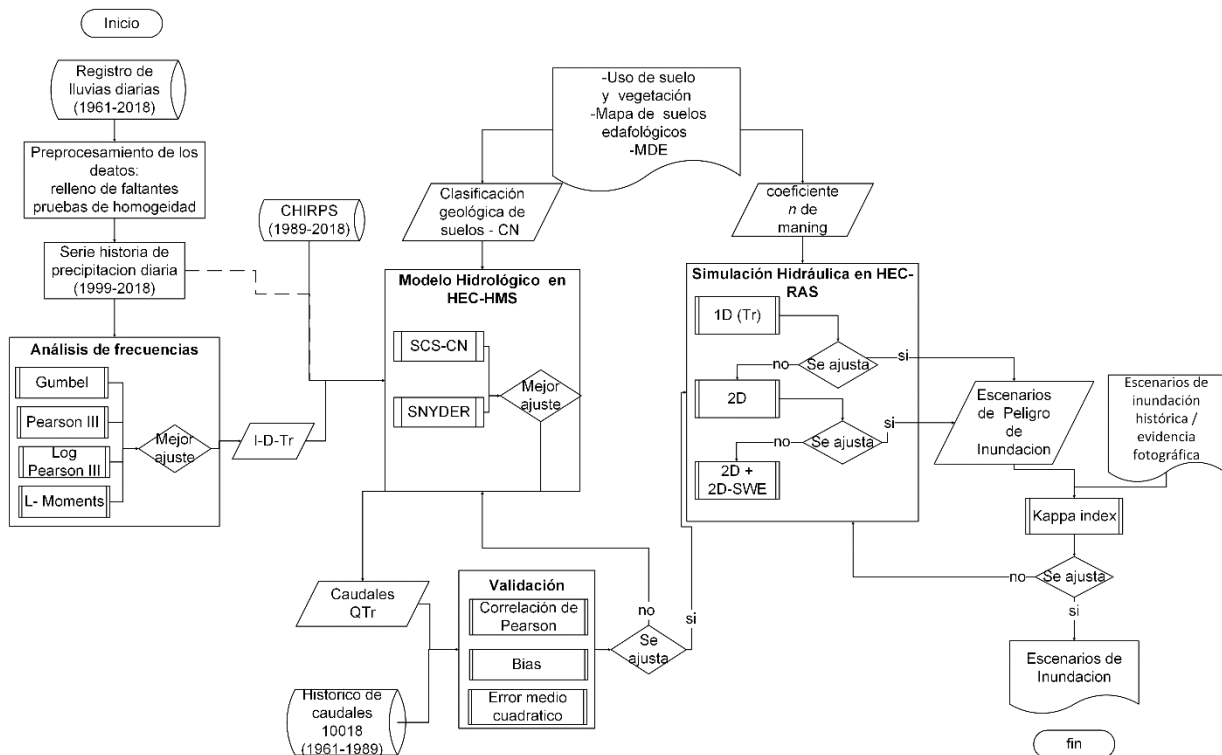 Inicio
Registro de
lluvias diarias
(1961-2018)
Preprocesamiento de los
deatos:
relleno de faltantes
pruebas de homogeidad
Serie historia de
precipitacion diaria
(1999-2018)
Análisis de frecuencias
Gumbel
Pearson III
Log
Pearson III
L- Moments
Mejor
ajuste
I-D-Tr
CHIRPS
(1989-2018)
-Uso de suelo
y vegetación
-Mapa de suelos
edafológicos
-MDE
Clasificación
geológica de
suelos - CN
coeficiente
n de
maning
Modelo Hidrológico en
HEC-HMS
SCS-CN
SNYDER
Mejor
ajuste
Caudales
QTr
Historico de
caudales
10018
(1961-1989)
Validación
Correlación de
Pearson
Bias
Error medio
cuadratico
Se
ajusta
no
si
Simulación Hidráulica en HEC-
RAS
1D (Tr)
Se ajusta
no
si
2D
Se ajusta
no
si
2D +
2D-SWE
Escenarios
de Peligro
de
Inundacion
Escenarios de
inundación
histórica /
evidencia
fotográfica
Kappa index
Se ajusta
no
si
Escenarios de
Inundacion
fin